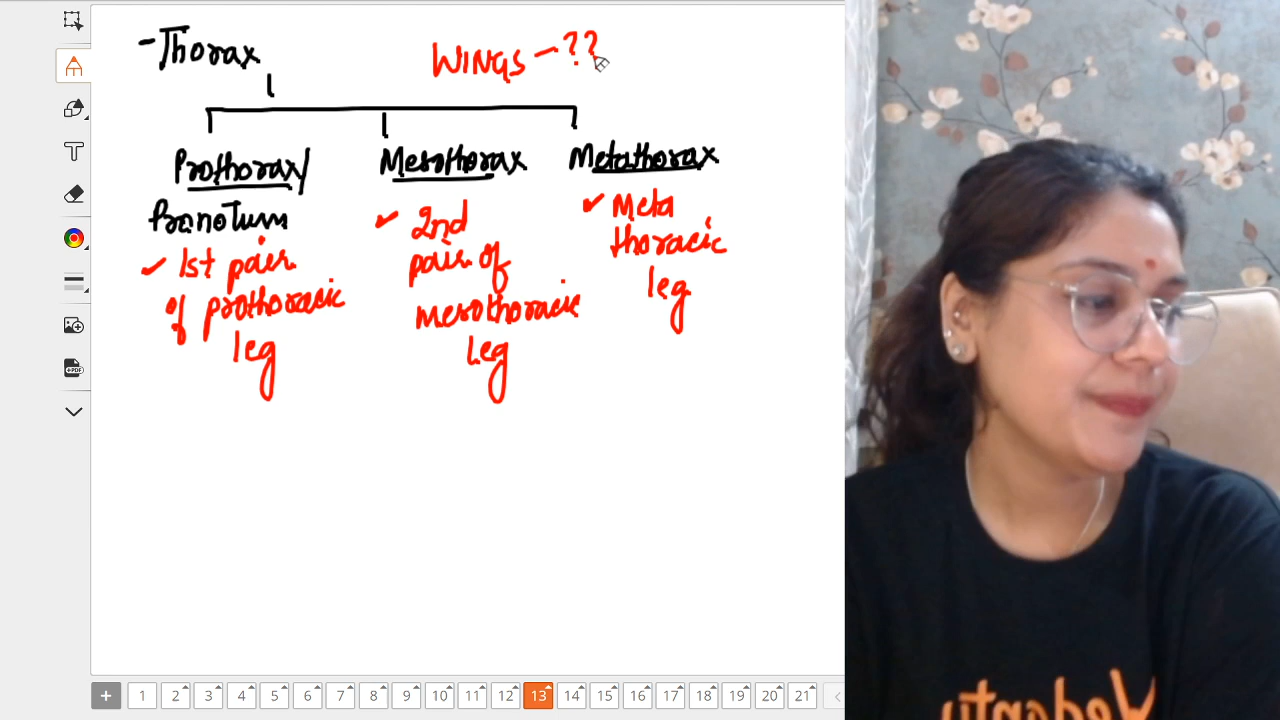 - Thorax
WINGS - ??
Prothorax/
Pronotum
✓ 1st pair
of prothoracic
leg
Mesothorax
✓ 2nd
pair of
mesothoracic
leg
Metathorax
✓ Meta
thoracic
leg
+ 1 2 3 4 5 6 7 8 9 10 11 12 13 14 15 16 17 18 19 20 21
T
PDF
Vedantu